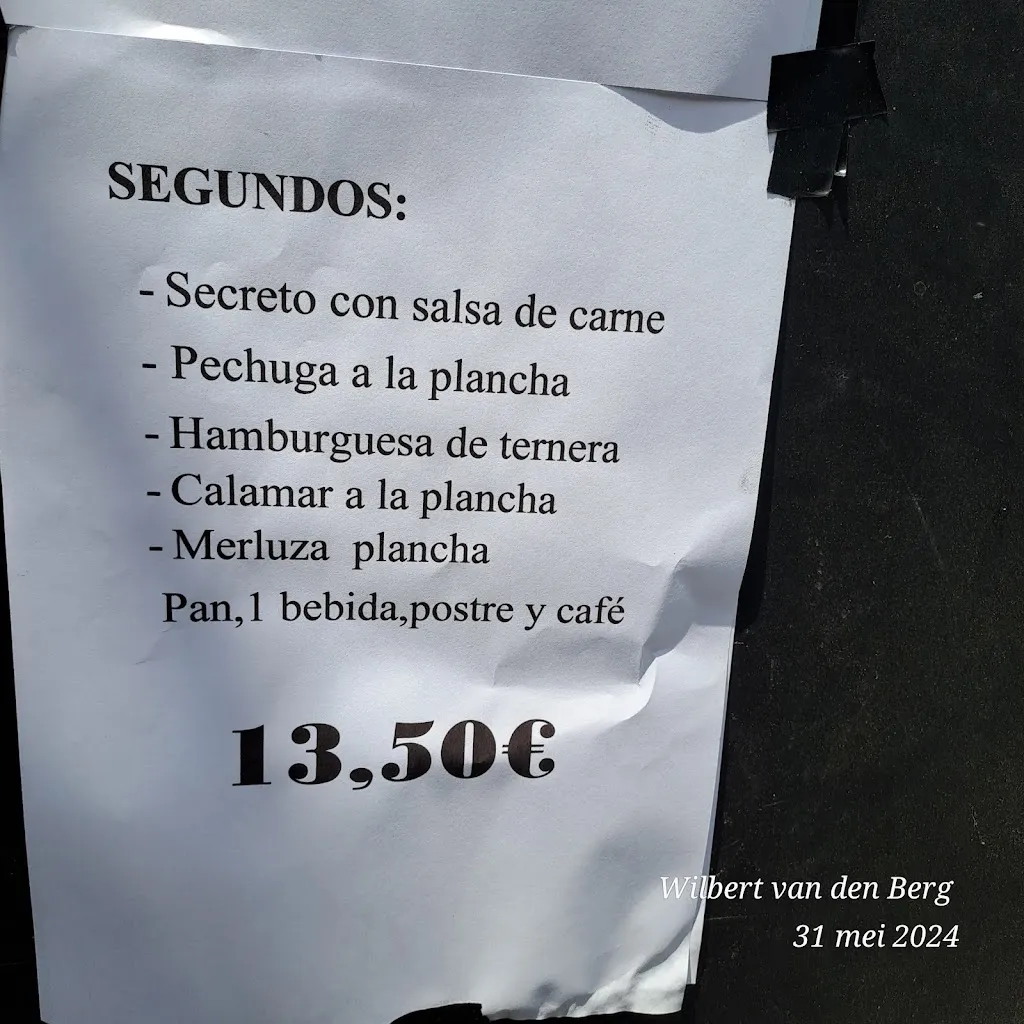 SEGUNDOS:
- Secreto con salsa de carne
- Pechuga a la plancha
- Hamburguesa de ternera
- Calamar a la plancha
- Merluza plancha
Pan,1 bebida,postre y café
13,50€
Wilbert van den Berg
31 mei 2024